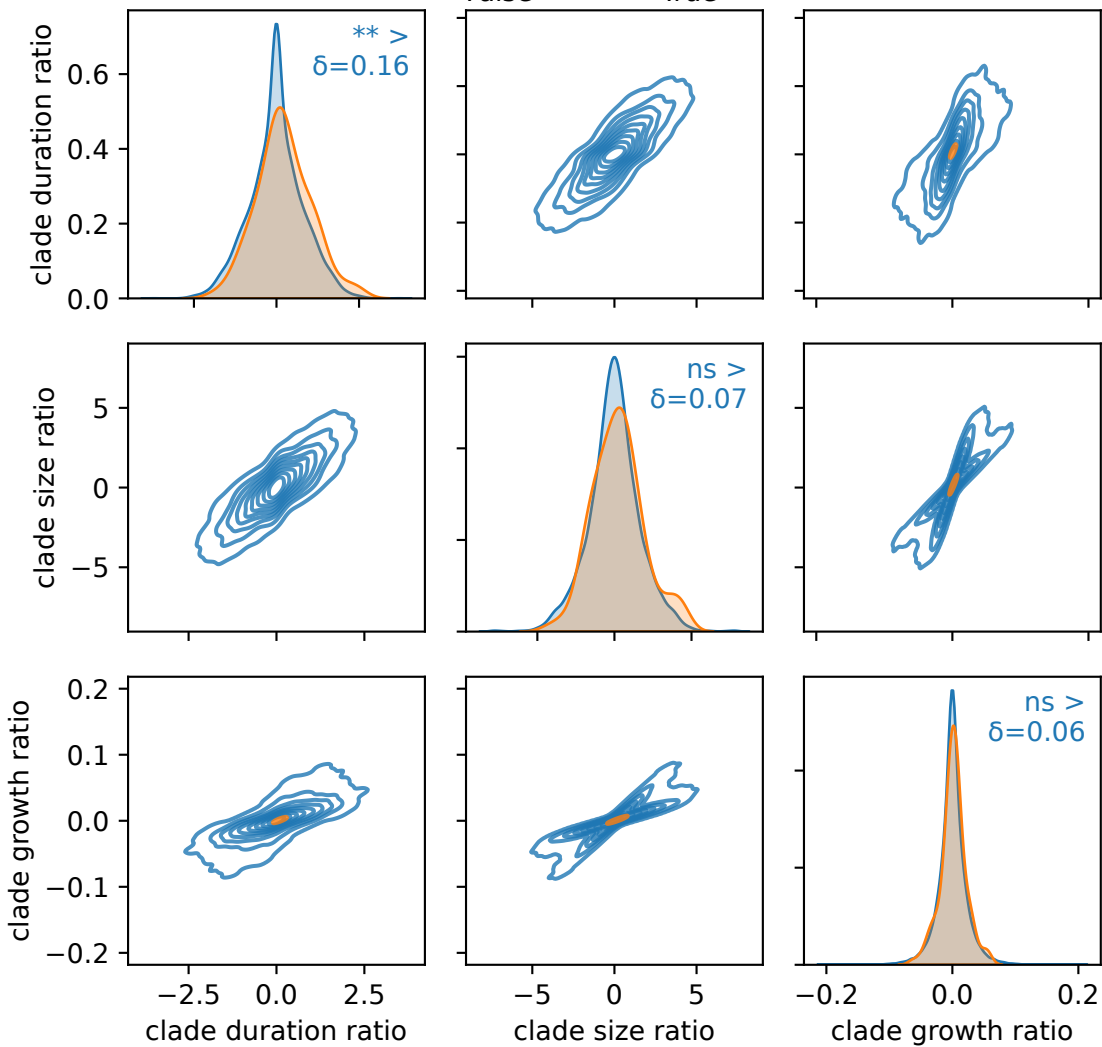 clade duration ratio
0.6
0.4
0.2
0.0
** >
δ=0.16
clade size ratio
5
0
−5
ns >
δ=0.07
clade growth ratio
0.2
0.1
0.0
−0.1
−0.2
ns >
δ=0.06
−2.5 0.0 2.5
−5 0 5
−0.2 0.0 0.2
clade duration ratio
clade size ratio
clade growth ratio